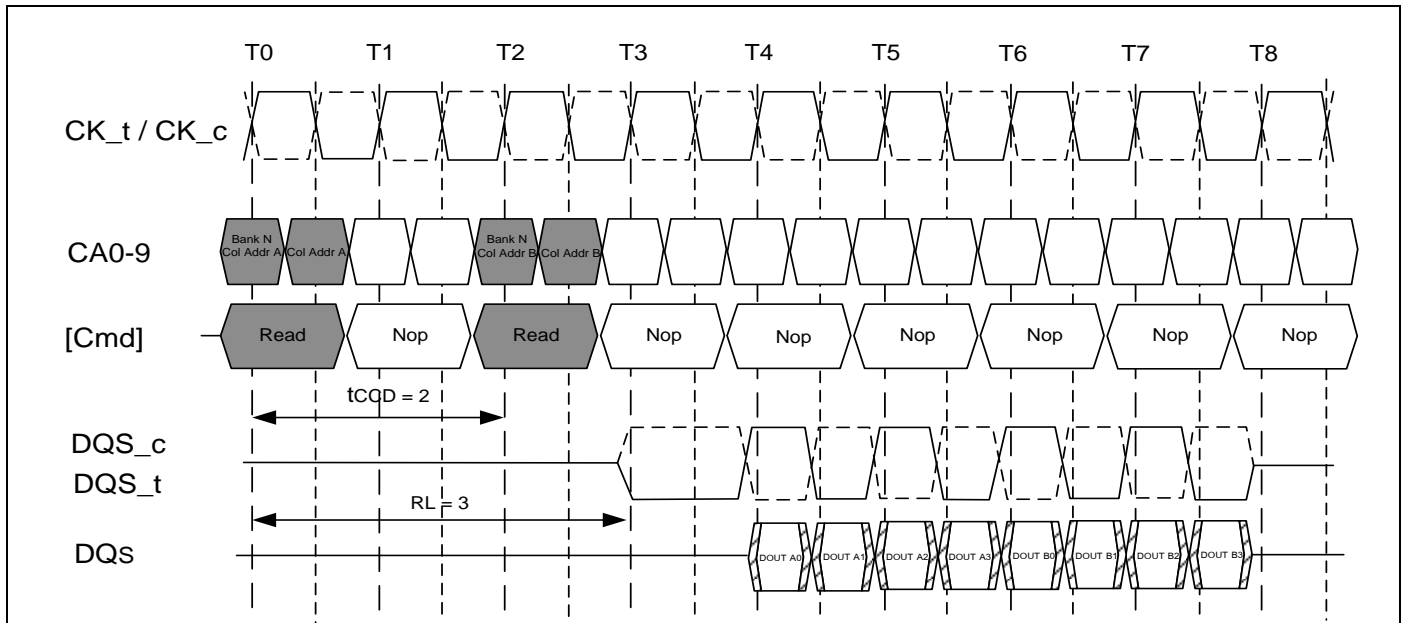 T0 T1 T2 T3 T4 T5 T6 T7 T8
CK_t / CK_c
CA0-9
Bank N
Col Addr A
Col Addr A
Bank N
Col Addr B
Col Addr B
[Cmd]
Read Nop Read Nop Nop Nop Nop Nop Nop
tCCD = 2
DQS_c
DQS_t
RL = 3
DQs
DOUT A0 DOUT A1 DOUT A2 DOUT A3 DOUT B0 DOUT B1 DOUT B2 DOUT B3